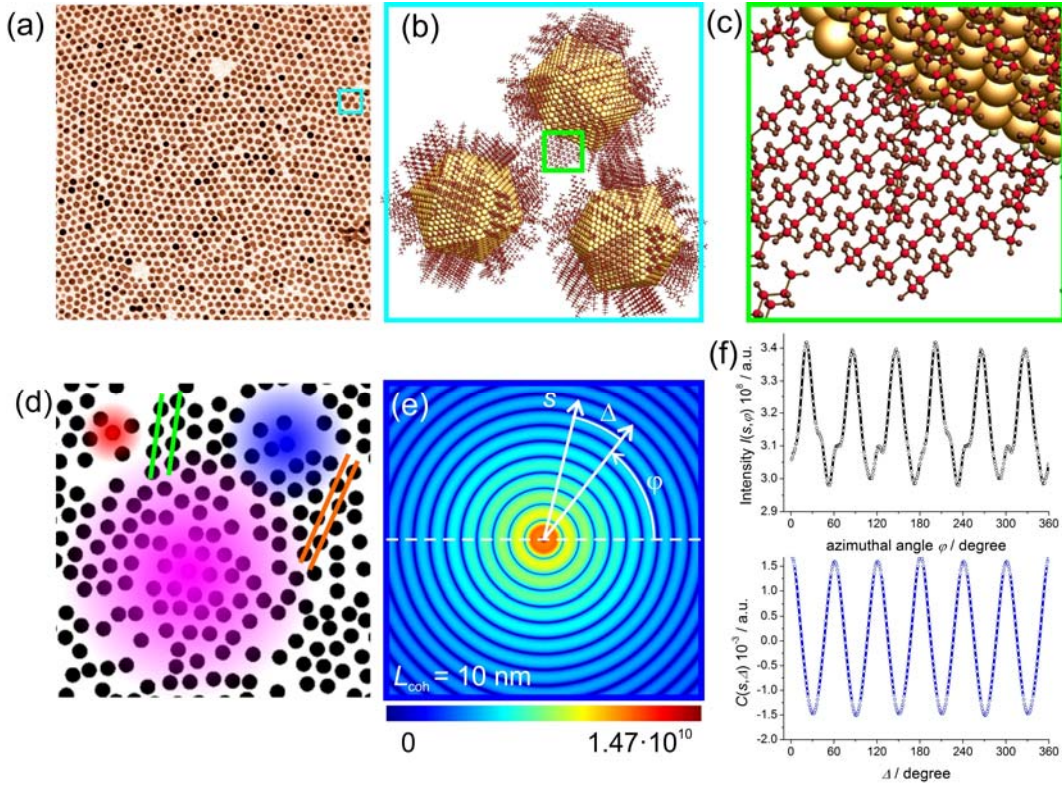 (a)
(b)
(c)
(d)
(e)
s
Δ
φ
L_coh = 10 nm
0
1.47·10^10
(f)
Intensity I(s,φ) 10^8 / a.u.
3.4
3.3
3.2
3.1
3.0
2.9
0 60 120 180 240 300 360
azimuthal angle φ / degree
C(s,Δ) 10^-3 / a.u.
1.5
1.0
0.5
0.0
-0.5
-1.0
-1.5
-2.0
0 60 120 180 240 300 360
Δ / degree